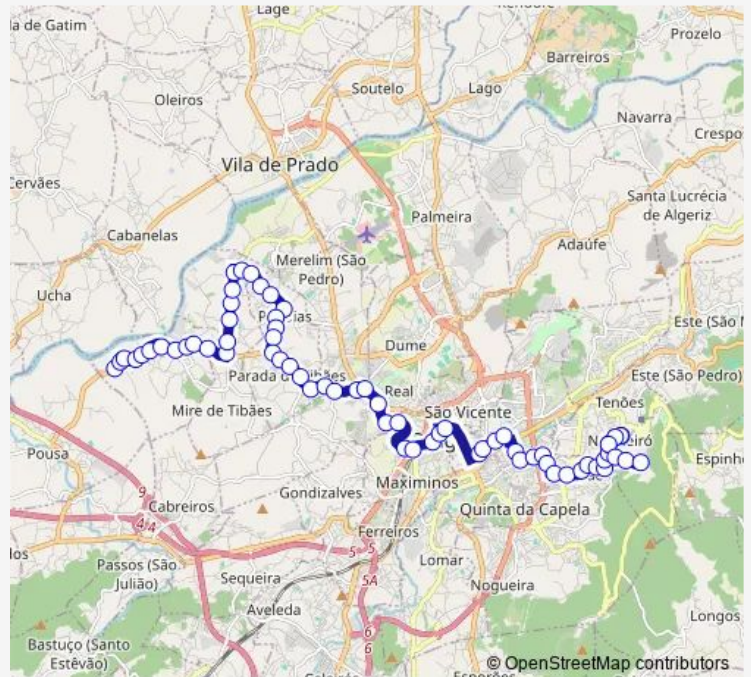 Lage
la de Gatim
Prozelo
Barreiros
Soutelo
Lago
Oleiros
Navarra
Crespo
Vila de Prado
Cervães
Santa Lucrécia
de Algeriz
Palmeira
Cabanelas
Adaúfe
Merelim (São
Pedro)
Ucha
Este (São M
Dume
Parada de Tibães
Este (São Pedro)
Real
Mire de Tibães
São Vicente
Tenões
Pousa
Espinho
Maximinos
9
Gondizalves
Quinta da Capela
Cabreiros
4
4
Ferreiros
5
5
los
Passos (São
Julião)
Lomar
Sequeira
5A
Nogueira
Aveleda
Longos
6
6
Bastuço (Santo
Estêvão)
© OpenStreetMap contributors